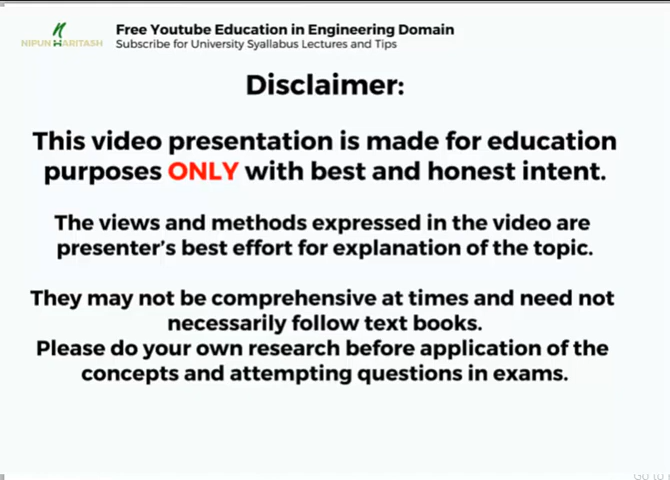 n
NIPUN HARITASH
Free Youtube Education in Engineering Domain
Subscribe for University Syallabus Lectures and Tips
Disclaimer:
This video presentation is made for education
purposes ONLY with best and honest intent.
The views and methods expressed in the video are
presenter's best effort for explanation of the topic.
They may not be comprehensive at times and need not
necessarily follow text books.
Please do your own research before application of the
concepts and attempting questions in exams.
Go to